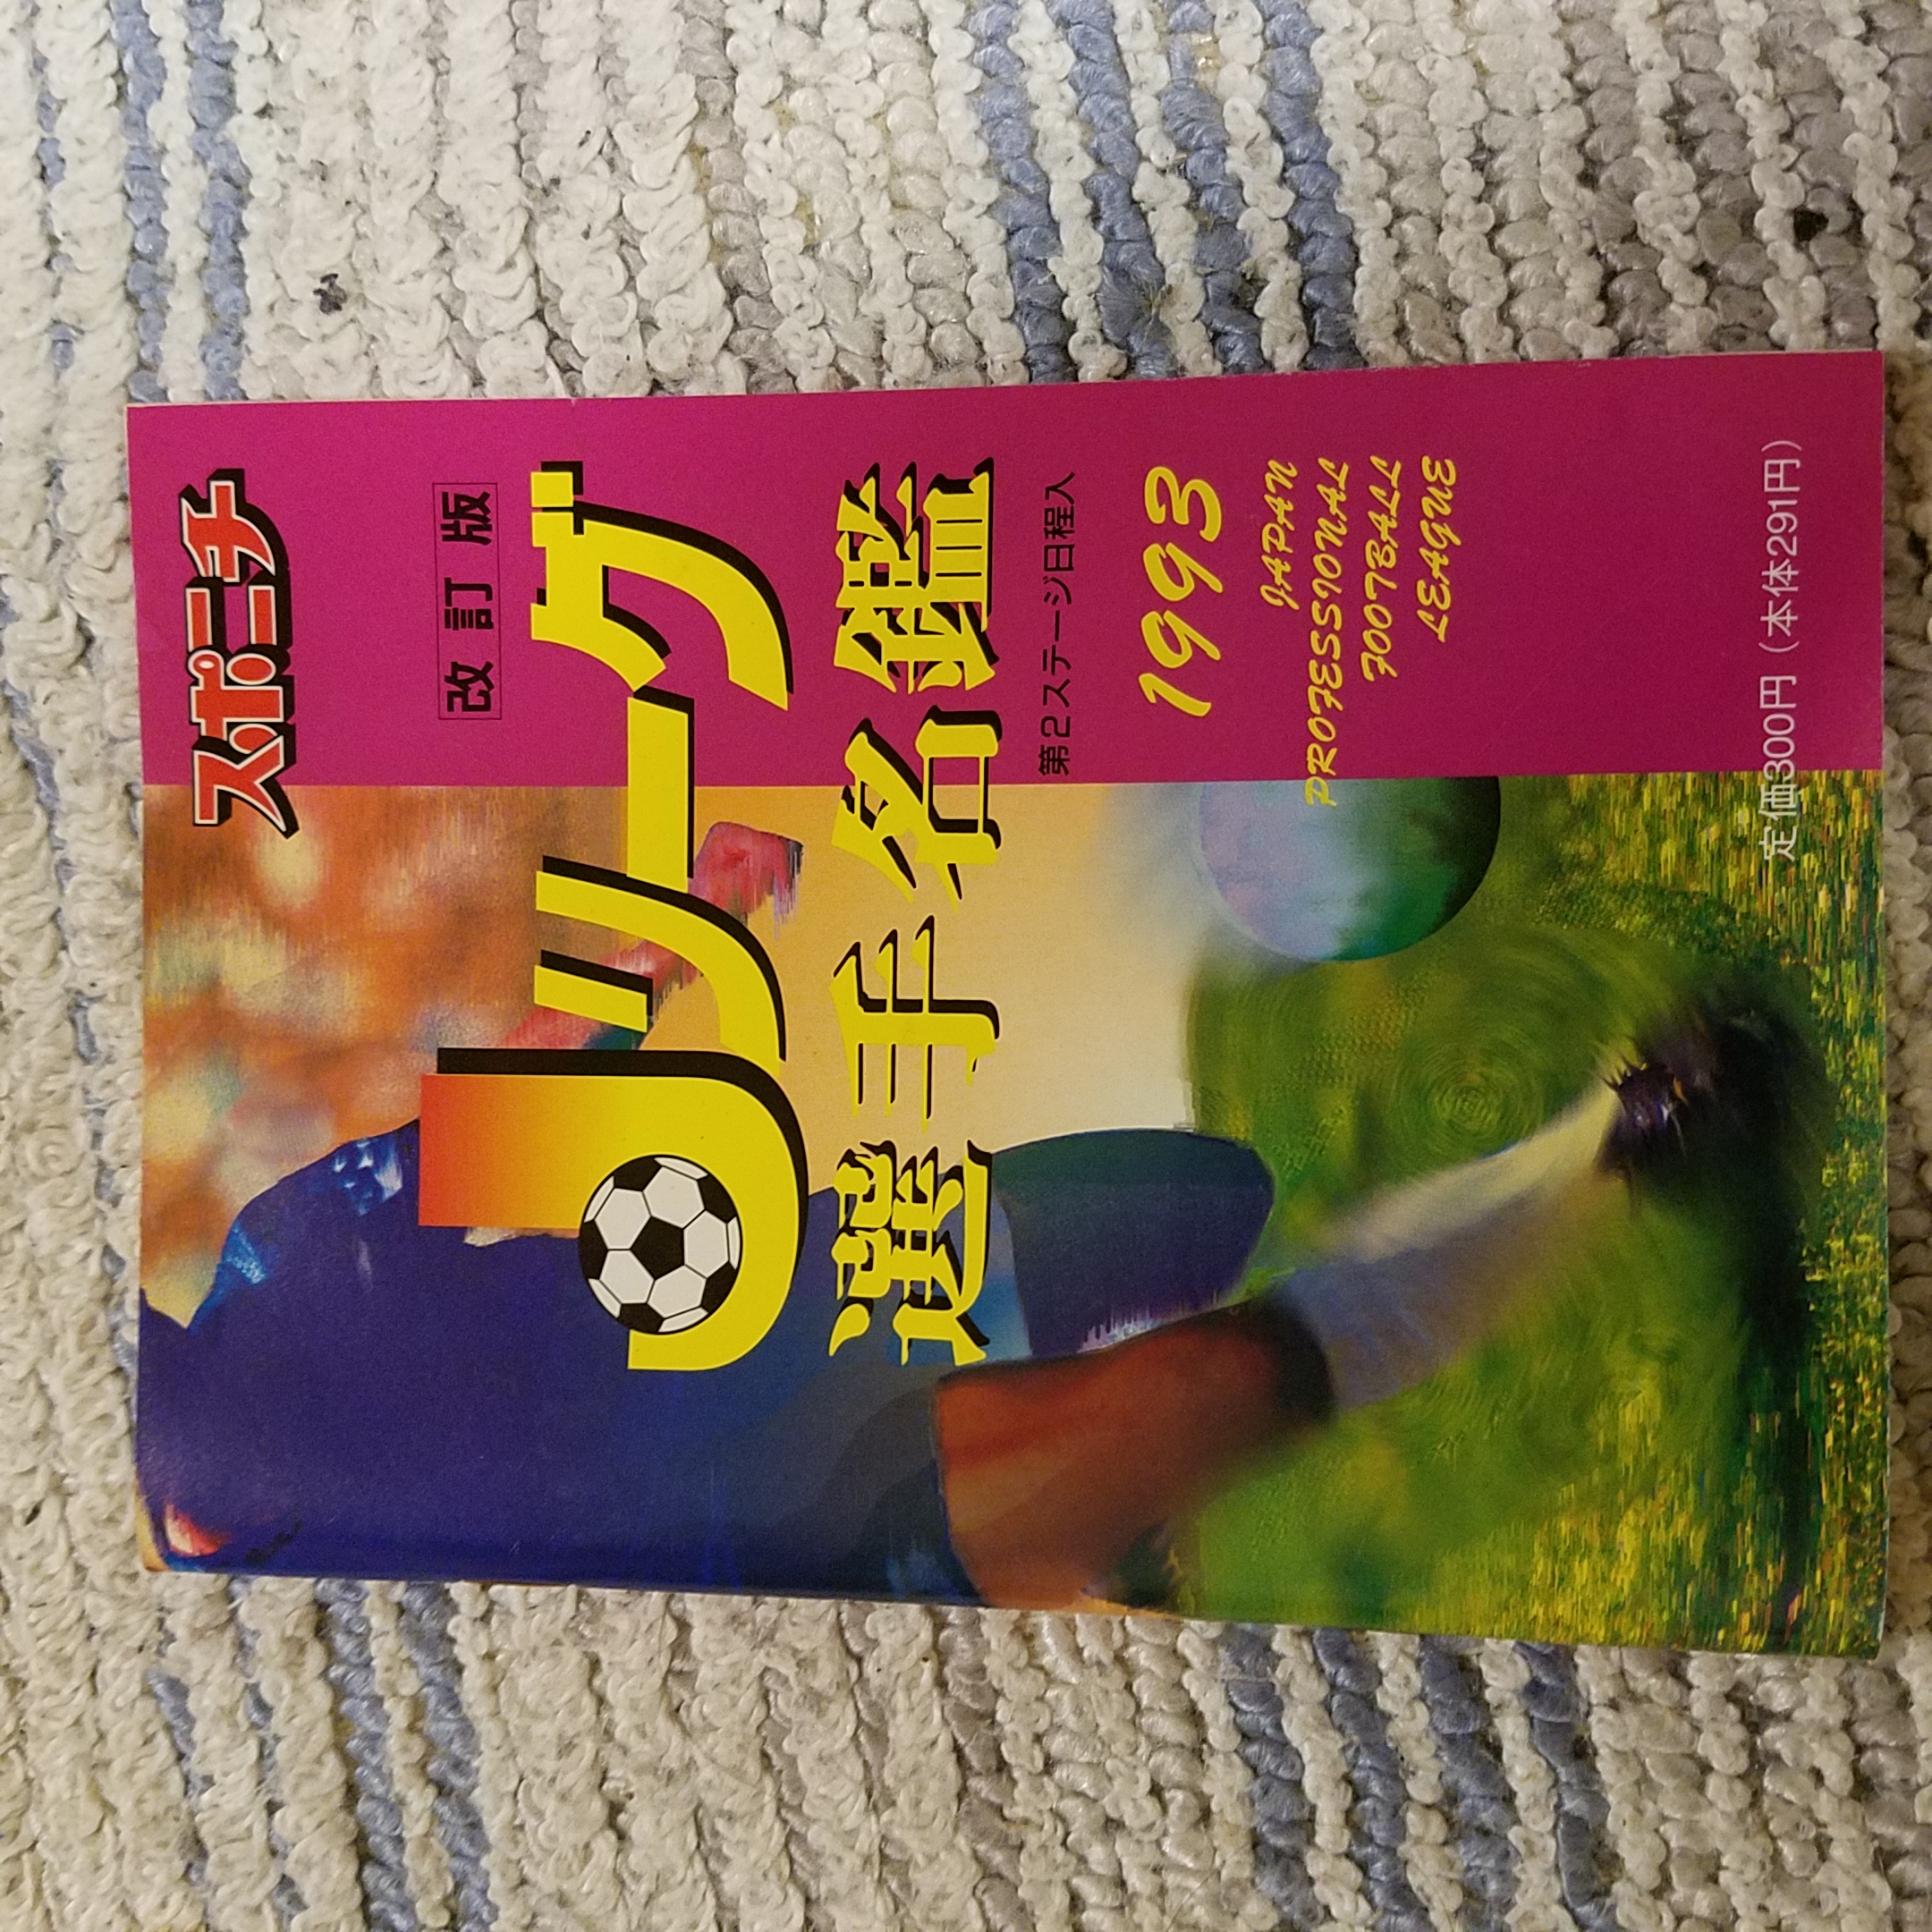 スポニチ
改訂版
Jリーグ
選手名鑑
第2ステージ日程入
1993
JAPAN
PROFESSIONAL
FOOTBALL
LEAGUE
定価300円(本体291円)